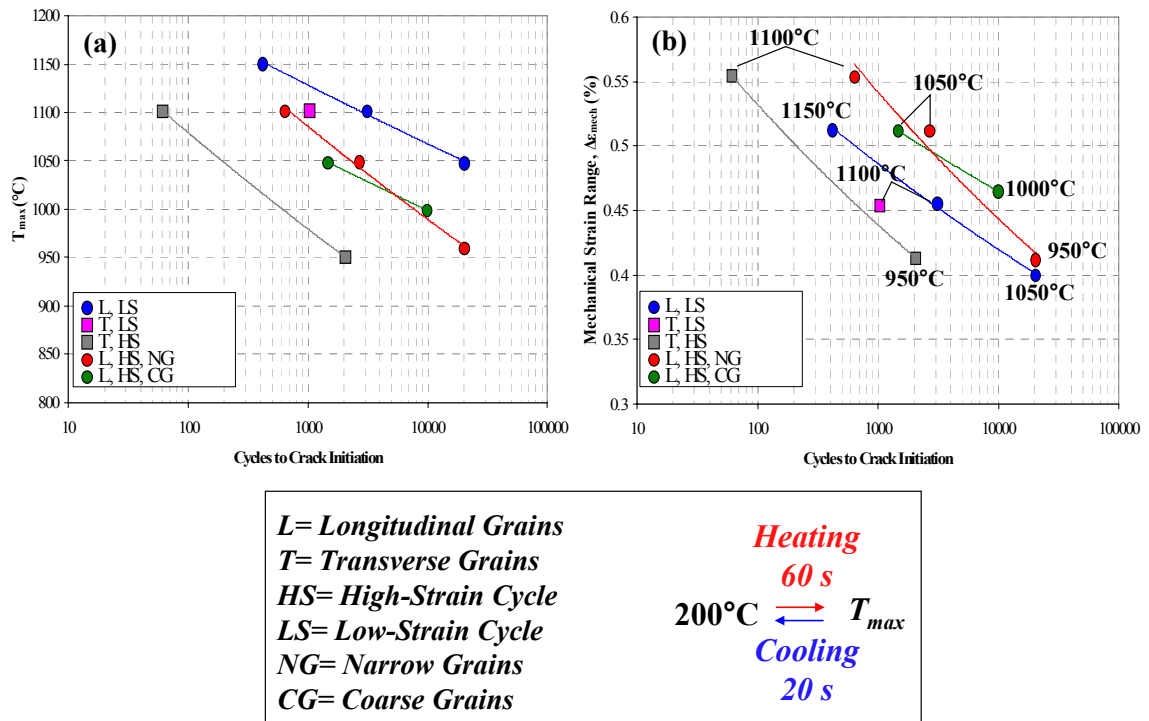 (a)
1200
1150
1100
1050
1000
950
900
850
800
T_max (°C)
10
100
1000
10000
100000
Cycles to Crack Initiation
L, LS
T, LS
T, HS
L, HS, NG
L, HS, CG
(b)
0.6
0.55
0.5
0.45
0.4
0.35
0.3
Mechanical Strain Range, Δε_mech (%)
1100°C
1050°C
1150°C
1100°C
1000°C
950°C
950°C
1050°C
L, LS
T, LS
T, HS
L, HS, NG
L, HS, CG
10
100
1000
10000
100000
Cycles to Crack Initiation
L= Longitudinal Grains
T= Transverse Grains
HS= High-Strain Cycle
LS= Low-Strain Cycle
NG= Narrow Grains
CG= Coarse Grains
Heating
60 s
200°C T_max
Cooling
20 s